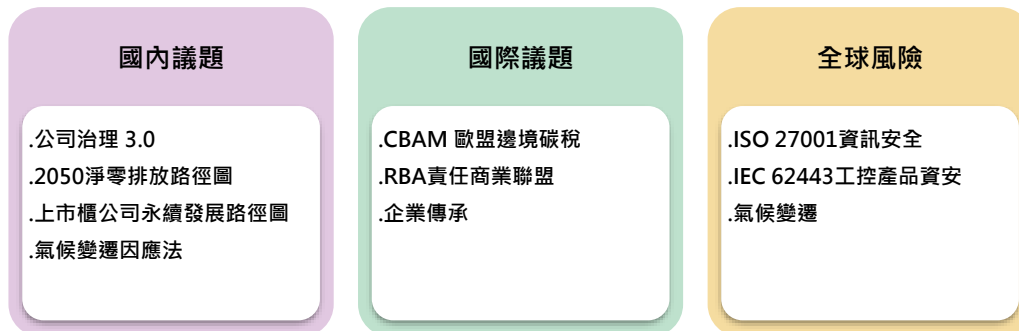 國內議題
.公司治理 3.0
.2050淨零排放路徑圖
.上市櫃公司永續發展路徑圖
.氣候變遷因應法
國際議題
.CBAM 歐盟邊境碳稅
.RBA責任商業聯盟
.企業傳承
全球風險
.ISO 27001資訊安全
.IEC 62443工控產品資安
.氣候變遷